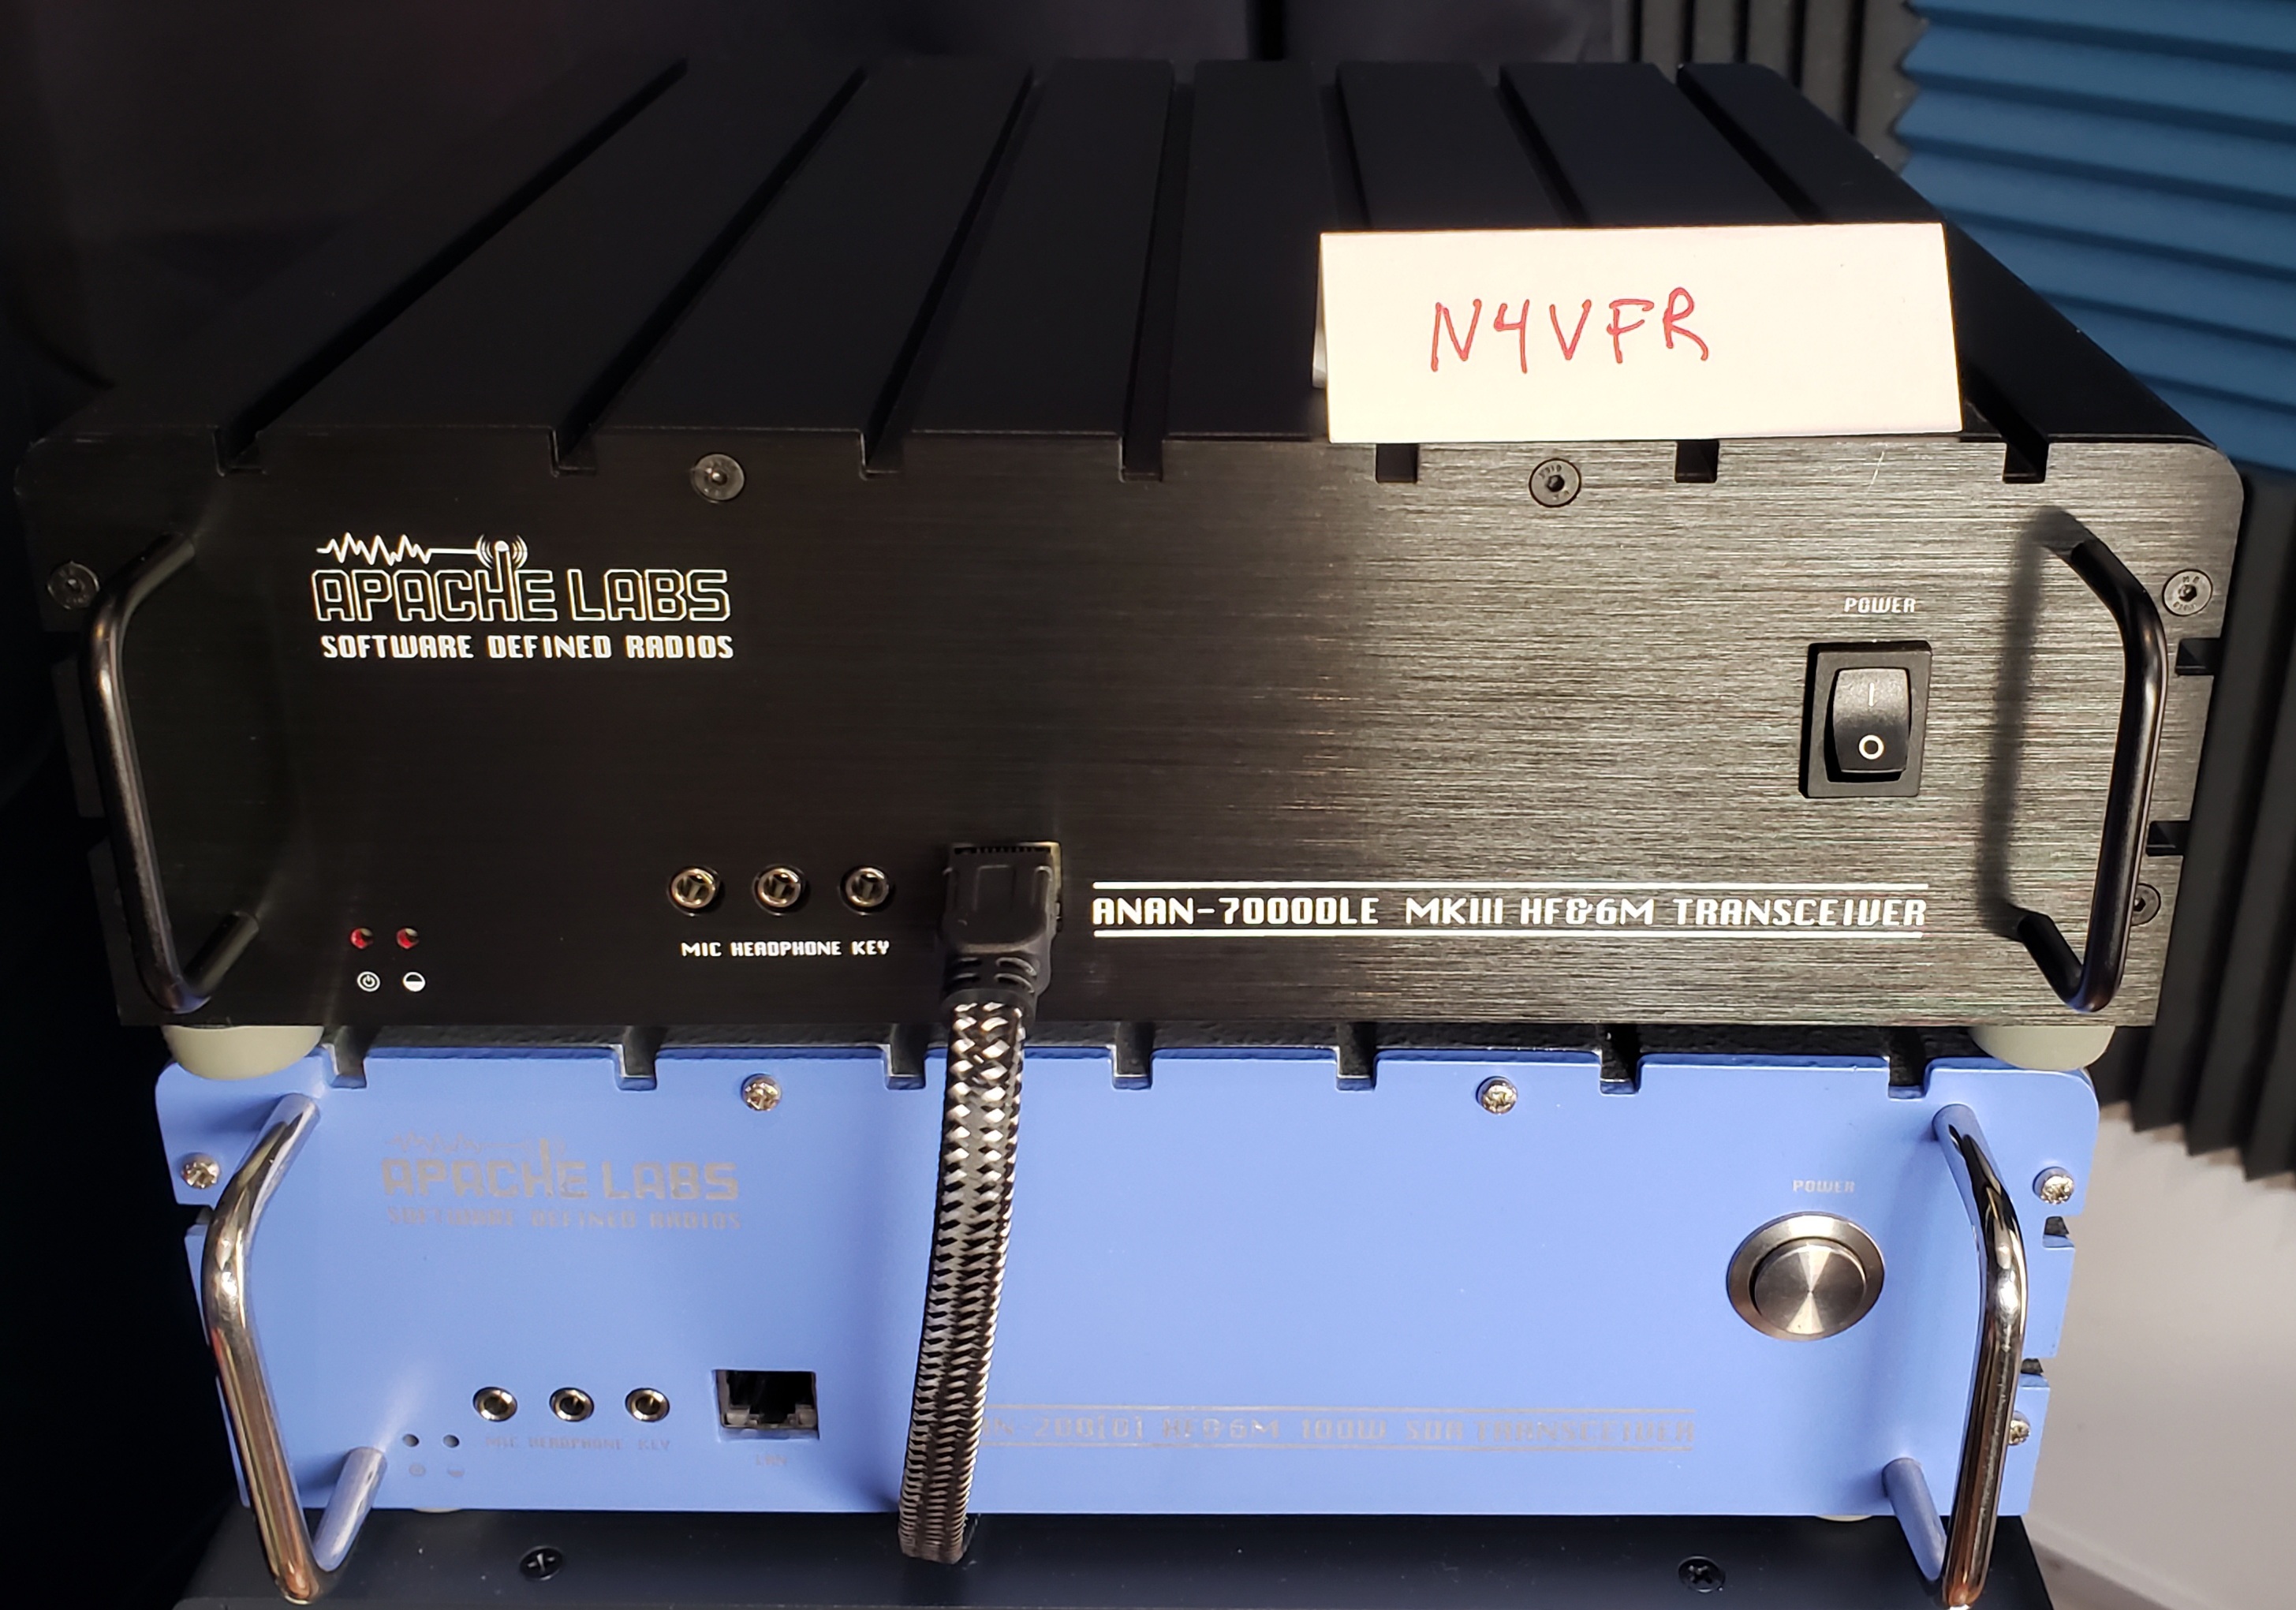 N4VFR
APACHE LABS
SOFTWARE DEFINED RADIOS
POWER
I
O
MIC HEADPHONE KEY
ANAN-7000DLE MKIII HF&6M TRANSCEIVER
APACHE LABS
SOFTWARE DEFINED RADIOS
POWER
MIC HEADPHONE KEY
LAN
HF&6M 100W SDR TRANSCEIVER